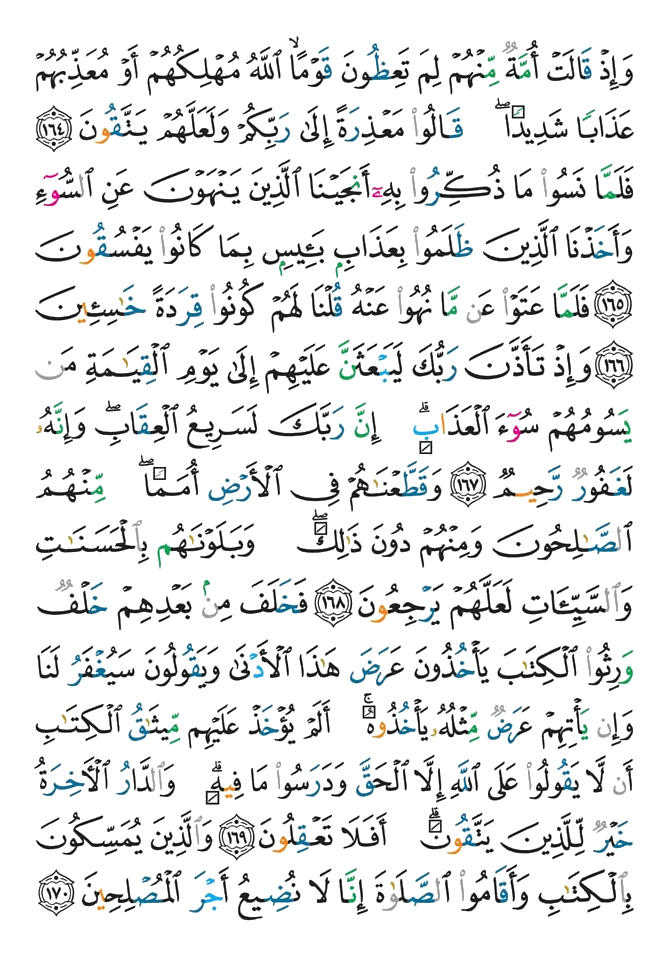 وَإِذۡ قَالَتۡ أُمَّةٞ مِّنۡهُمۡ لِمَ تَعِظُونَ قَوۡمًا ۙ ٱللَّهُ مُهۡلِكُهُمۡ أَوۡ مُعَذِّبُهُمۡ
عَذَابٗا شَدِيدٗا ۖ قَالُواْ مَعۡذِرَةً إِلَىٰ رَبِّكُمۡ وَلَعَلَّهُمۡ يَتَّقُونَ ١٦٤
فَلَمَّا نَسُواْ مَا ذُكِّرُواْ بِهِۦٓ أَنجَيۡنَا ٱلَّذِينَ يَنۡهَوۡنَ عَنِ ٱلسُّوٓءِ
وَأَخَذۡنَا ٱلَّذِينَ ظَلَمُواْ بِعَذَابِۭ بَـِٔيسِۭ بِمَا كَانُواْ يَفۡسُقُونَ
١٦٥ فَلَمَّا عَتَوۡاْ عَن مَّا نُهُواْ عَنۡهُ قُلۡنَا لَهُمۡ كُونُواْ قِرَدَةً خَٰسِـِٔينَ
١٦٦ وَإِذۡ تَأَذَّنَ رَبُّكَ لَيَبۡعَثَنَّ عَلَيۡهِمۡ إِلَىٰ يَوۡمِ ٱلۡقِيَٰمَةِ مَن
يَسُومُهُمۡ سُوٓءَ ٱلۡعَذَابِ ۗ إِنَّ رَبَّكَ لَسَرِيعُ ٱلۡعِقَابِ ۖ وَإِنَّهُۥ
لَغَفُورٞ رَّحِيمٞ ١٦٧ وَقَطَّعۡنَٰهُمۡ فِي ٱلۡأَرۡضِ أُمَمٗا ۖ مِّنۡهُمُ
ٱلصَّٰلِحُونَ وَمِنۡهُمۡ دُونَ ذَٰلِكَ ۖ وَبَلَوۡنَٰهُم بِٱلۡحَسَنَٰتِ
وَٱلسَّيِّـَٔاتِ لَعَلَّهُمۡ يَرۡجِعُونَ ١٦٨ فَخَلَفَ مِنۢ بَعۡدِهِمۡ خَلۡفٞ
وَرِثُواْ ٱلۡكِتَٰبَ يَأۡخُذُونَ عَرَضَ هَٰذَا ٱلۡأَدۡنَىٰ وَيَقُولُونَ سَيُغۡفَرُ لَنَا
وَإِن يَأۡتِهِمۡ عَرَضٞ مِّثۡلُهُۥ يَأۡخُذُوهُ ۚ أَلَمۡ يُؤۡخَذۡ عَلَيۡهِم مِّيثَٰقُ ٱلۡكِتَٰبِ
أَن لَّا يَقُولُواْ عَلَى ٱللَّهِ إِلَّا ٱلۡحَقَّ وَدَرَسُواْ مَا فِيهِ ۗ وَٱلدَّارُ ٱلۡأٓخِرَةُ
خَيۡرٞ لِّلَّذِينَ يَتَّقُونَ ۗ أَفَلَا تَعۡقِلُونَ ١٦٩ وَٱلَّذِينَ يُمَسِّكُونَ
بِٱلۡكِتَٰبِ وَأَقَامُواْ ٱلصَّلَوٰةَ إِنَّا لَا نُضِيعُ أَجۡرَ ٱلۡمُصۡلِحِينَ ١٧٠